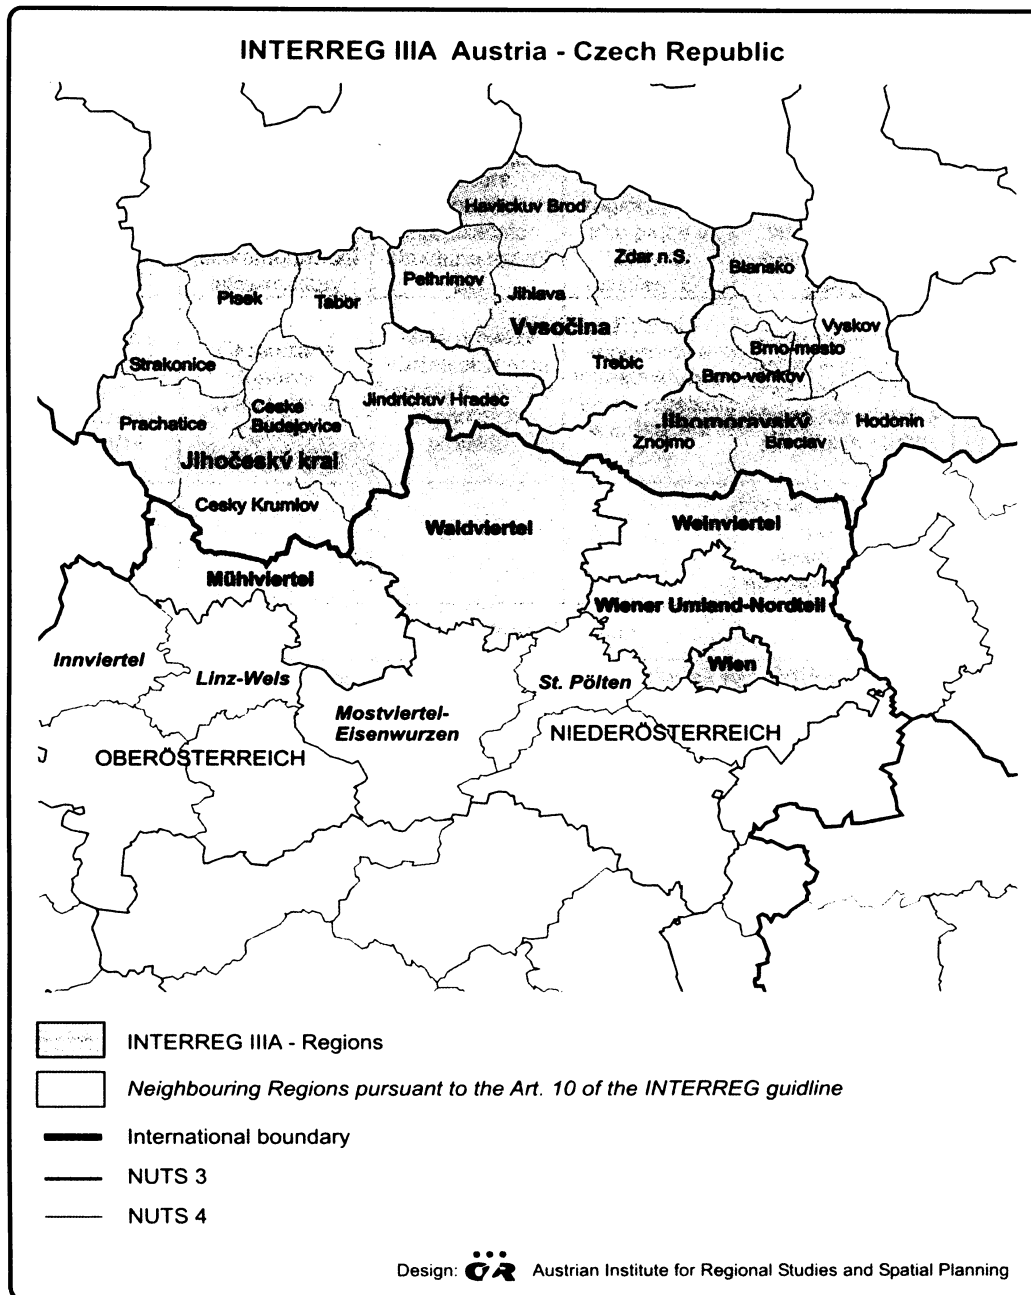 INTERREG IIIA Austria - Czech Republic
Havlickuv Brod
Zdar n.S.
Blansko
Pelhrimov
Pisek
Tabor
Jihlava
Vysočina
Vyskov
Brno-mesto
Strakonice
Trebic
Brno-venkov
Jindrichuv Hradec
Ceske
Budejovice
Prachatice
Jihomoravský
Hodonin
Znojmo
Breclav
Jihočeský kraj
Cesky Krumlov
Waldviertel
Weinviertel
Mühlviertel
Wiener Umland-Nordteil
Innviertel
Linz-Wels
St. Pölten
Wien
Mostviertel-
Eisenwurzen
NIEDERÖSTERREICH
OBERÖSTERREICH
INTERREG IIIA - Regions
Neighbouring Regions pursuant to the Art. 10 of the INTERREG guidline
International boundary
NUTS 3
NUTS 4
Design: ÖIR Austrian Institute for Regional Studies and Spatial Planning